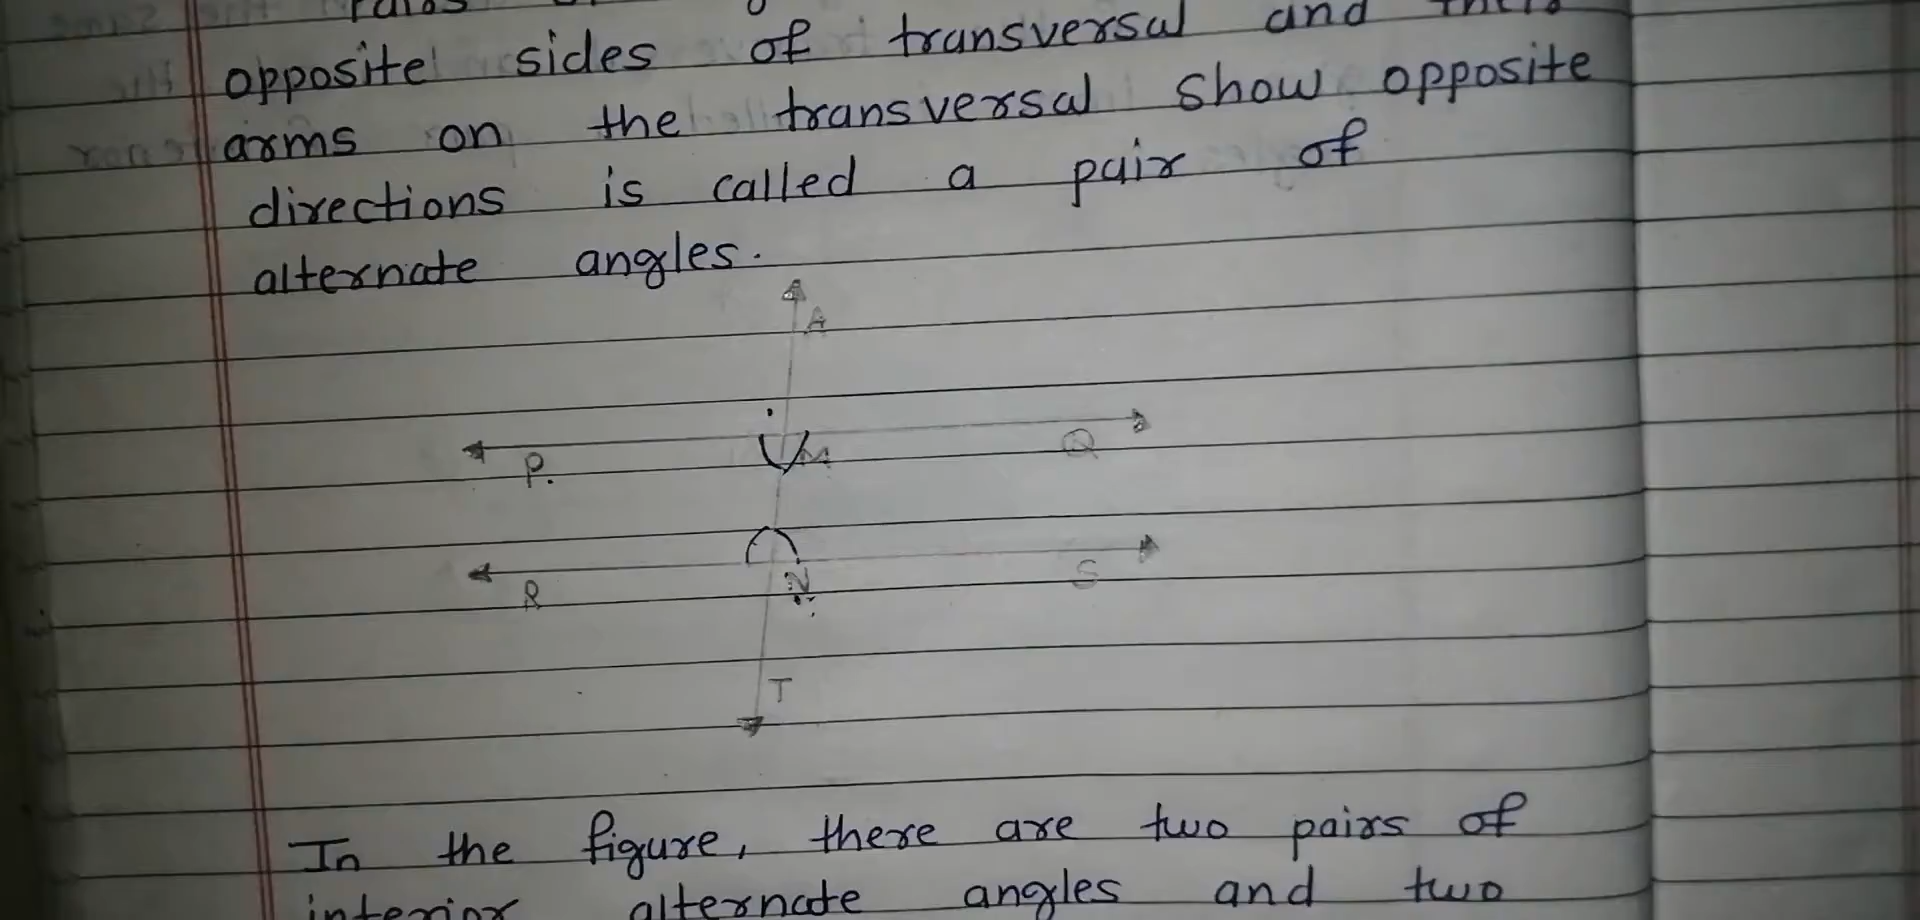 opposite sides of transversal and
arms on the transversal show opposite
directions is called a pair of
alternate angles.
A
P. M Q
R N S
T
In the figure, there are two pairs of
interior alternate angles and two